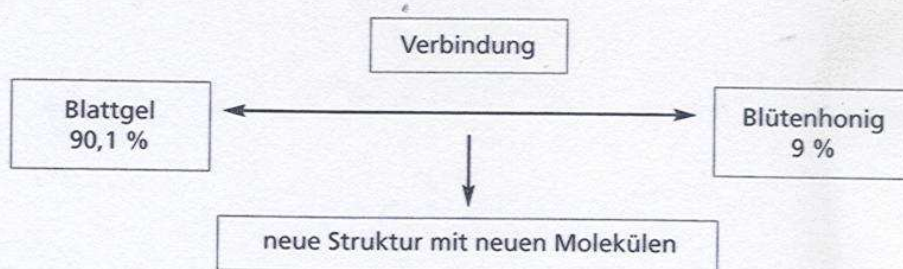 Verbindung
Blattgel
90,1 %
Blütenhonig
9 %
neue Struktur mit neuen Molekülen